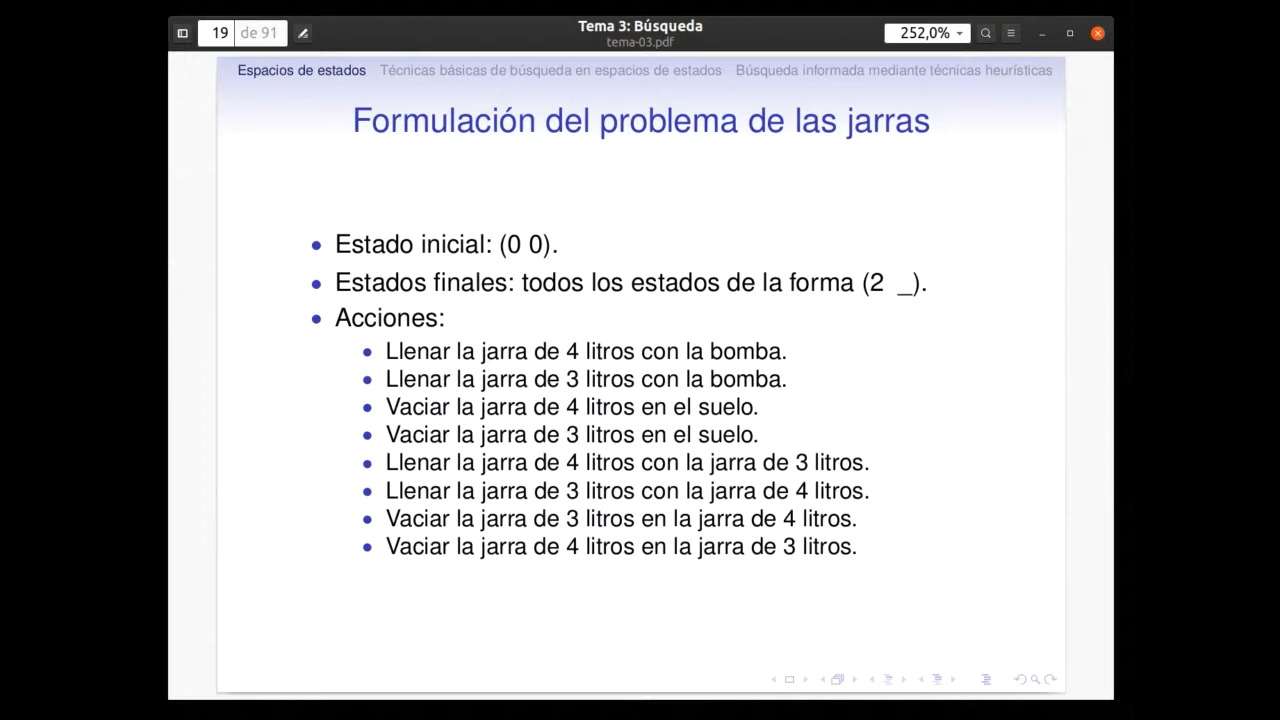 19 de 91
Tema 3: Búsqueda
tema-03.pdf
252,0%
Espacios de estados Técnicas básicas de búsqueda en espacios de estados Búsqueda informada mediante técnicas heurísticas
Formulación del problema de las jarras
• Estado inicial: (0 0).
• Estados finales: todos los estados de la forma (2 _).
• Acciones:
• Llenar la jarra de 4 litros con la bomba.
• Llenar la jarra de 3 litros con la bomba.
• Vaciar la jarra de 4 litros en el suelo.
• Vaciar la jarra de 3 litros en el suelo.
• Llenar la jarra de 4 litros con la jarra de 3 litros.
• Llenar la jarra de 3 litros con la jarra de 4 litros.
• Vaciar la jarra de 3 litros en la jarra de 4 litros.
• Vaciar la jarra de 4 litros en la jarra de 3 litros.